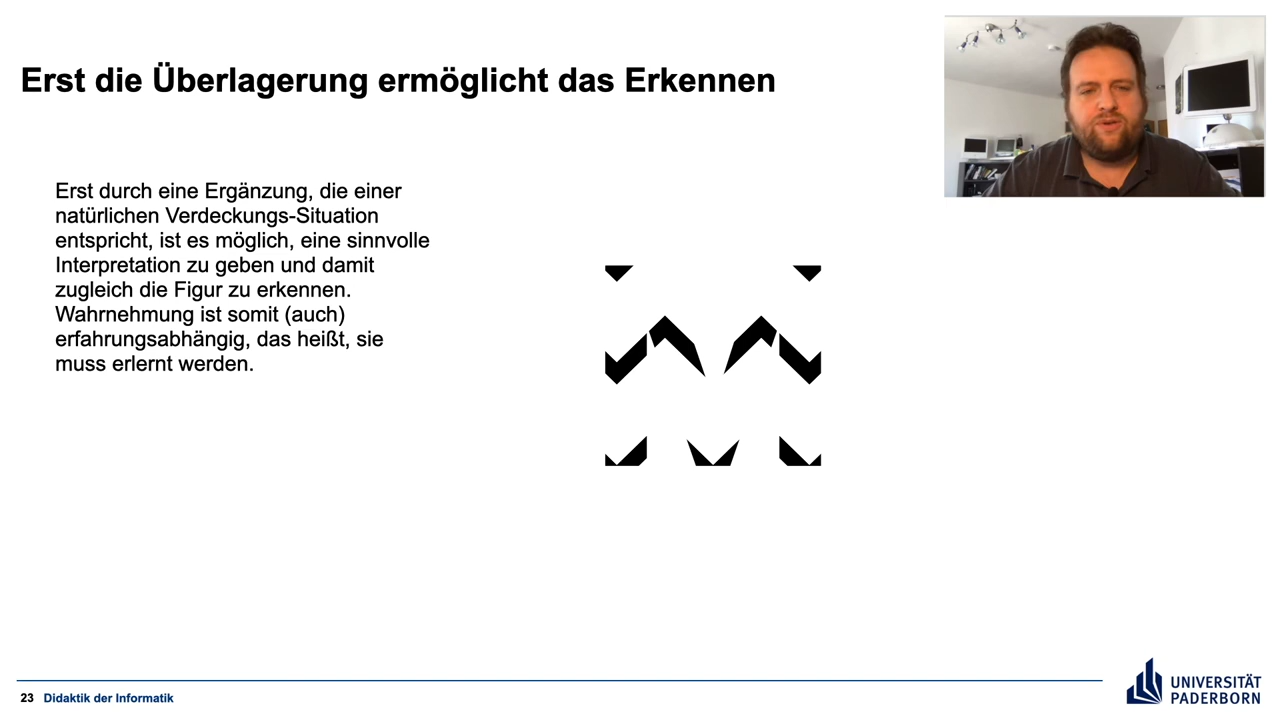 Erst die Überlagerung ermöglicht das Erkennen
Erst durch eine Ergänzung, die einer
natürlichen Verdeckungs-Situation
entspricht, ist es möglich, eine sinnvolle
Interpretation zu geben und damit
zugleich die Figur zu erkennen.
Wahrnehmung ist somit (auch)
erfahrungsabhängig, das heißt, sie
muss erlernt werden.
23 Didaktik der Informatik
UNIVERSITÄT
PADERBORN